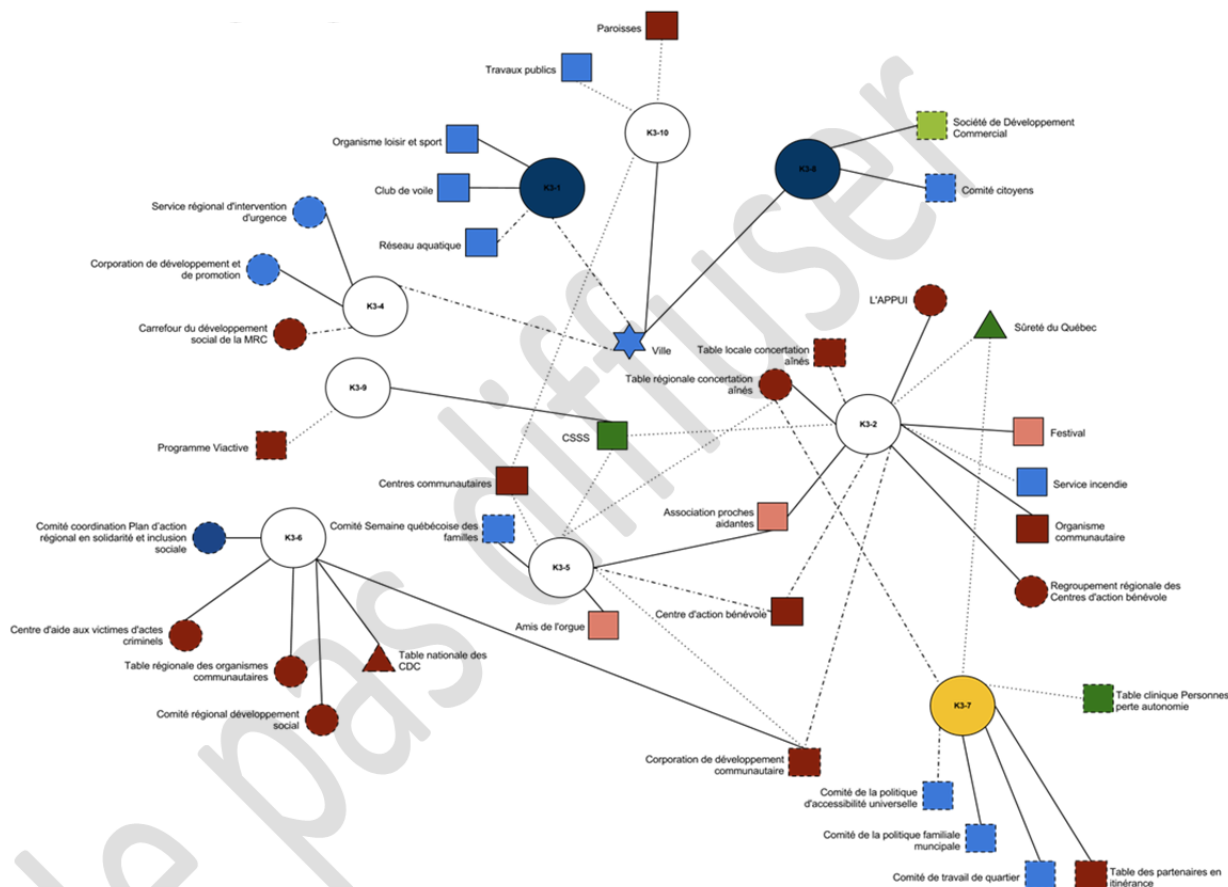 Paroisses
Travaux publics
K3-10
Société de Développement
Commercial
Organisme loisir et sport
K3-1
K3-8
Club de voile
Comité citoyens
Service régional d'intervention
d'urgence
Réseau aquatique
Corporation de développement et
de promotion
K3-4
L'APPUI
Carrefour du développement
social de la MRC
Sûreté du Québec
Ville
Table locale concertation
aînés
Table régionale concertation
aînés
K3-9
K3-2
Programme Viactive
CSSS
Festival
Centres communautaires
Service incendie
Association proches
aidantes
Organisme
communautaire
Comité coordination Plan d'action
régional en solidarité et inclusion
sociale
K3-6
Comité Semaine québécoise des
familles
K3-5
Regroupement régionale des
Centres d'action bénévole
Centre d'aide aux victimes d'actes
criminels
Amis de l'orgue
Centre d'action bénévole
Table nationale des
CDC
Table régionale des organismes
communautaires
Comité régional développement
social
K3-7
Table clinique Personnes
perte autonomie
Corporation de développement
communautaire
Comité de la politique
d'accessibilité universelle
Comité de la politique familiale
muncipale
Comité de travail de quartier
Table des partenaires en
itinérance
de pas diffuser